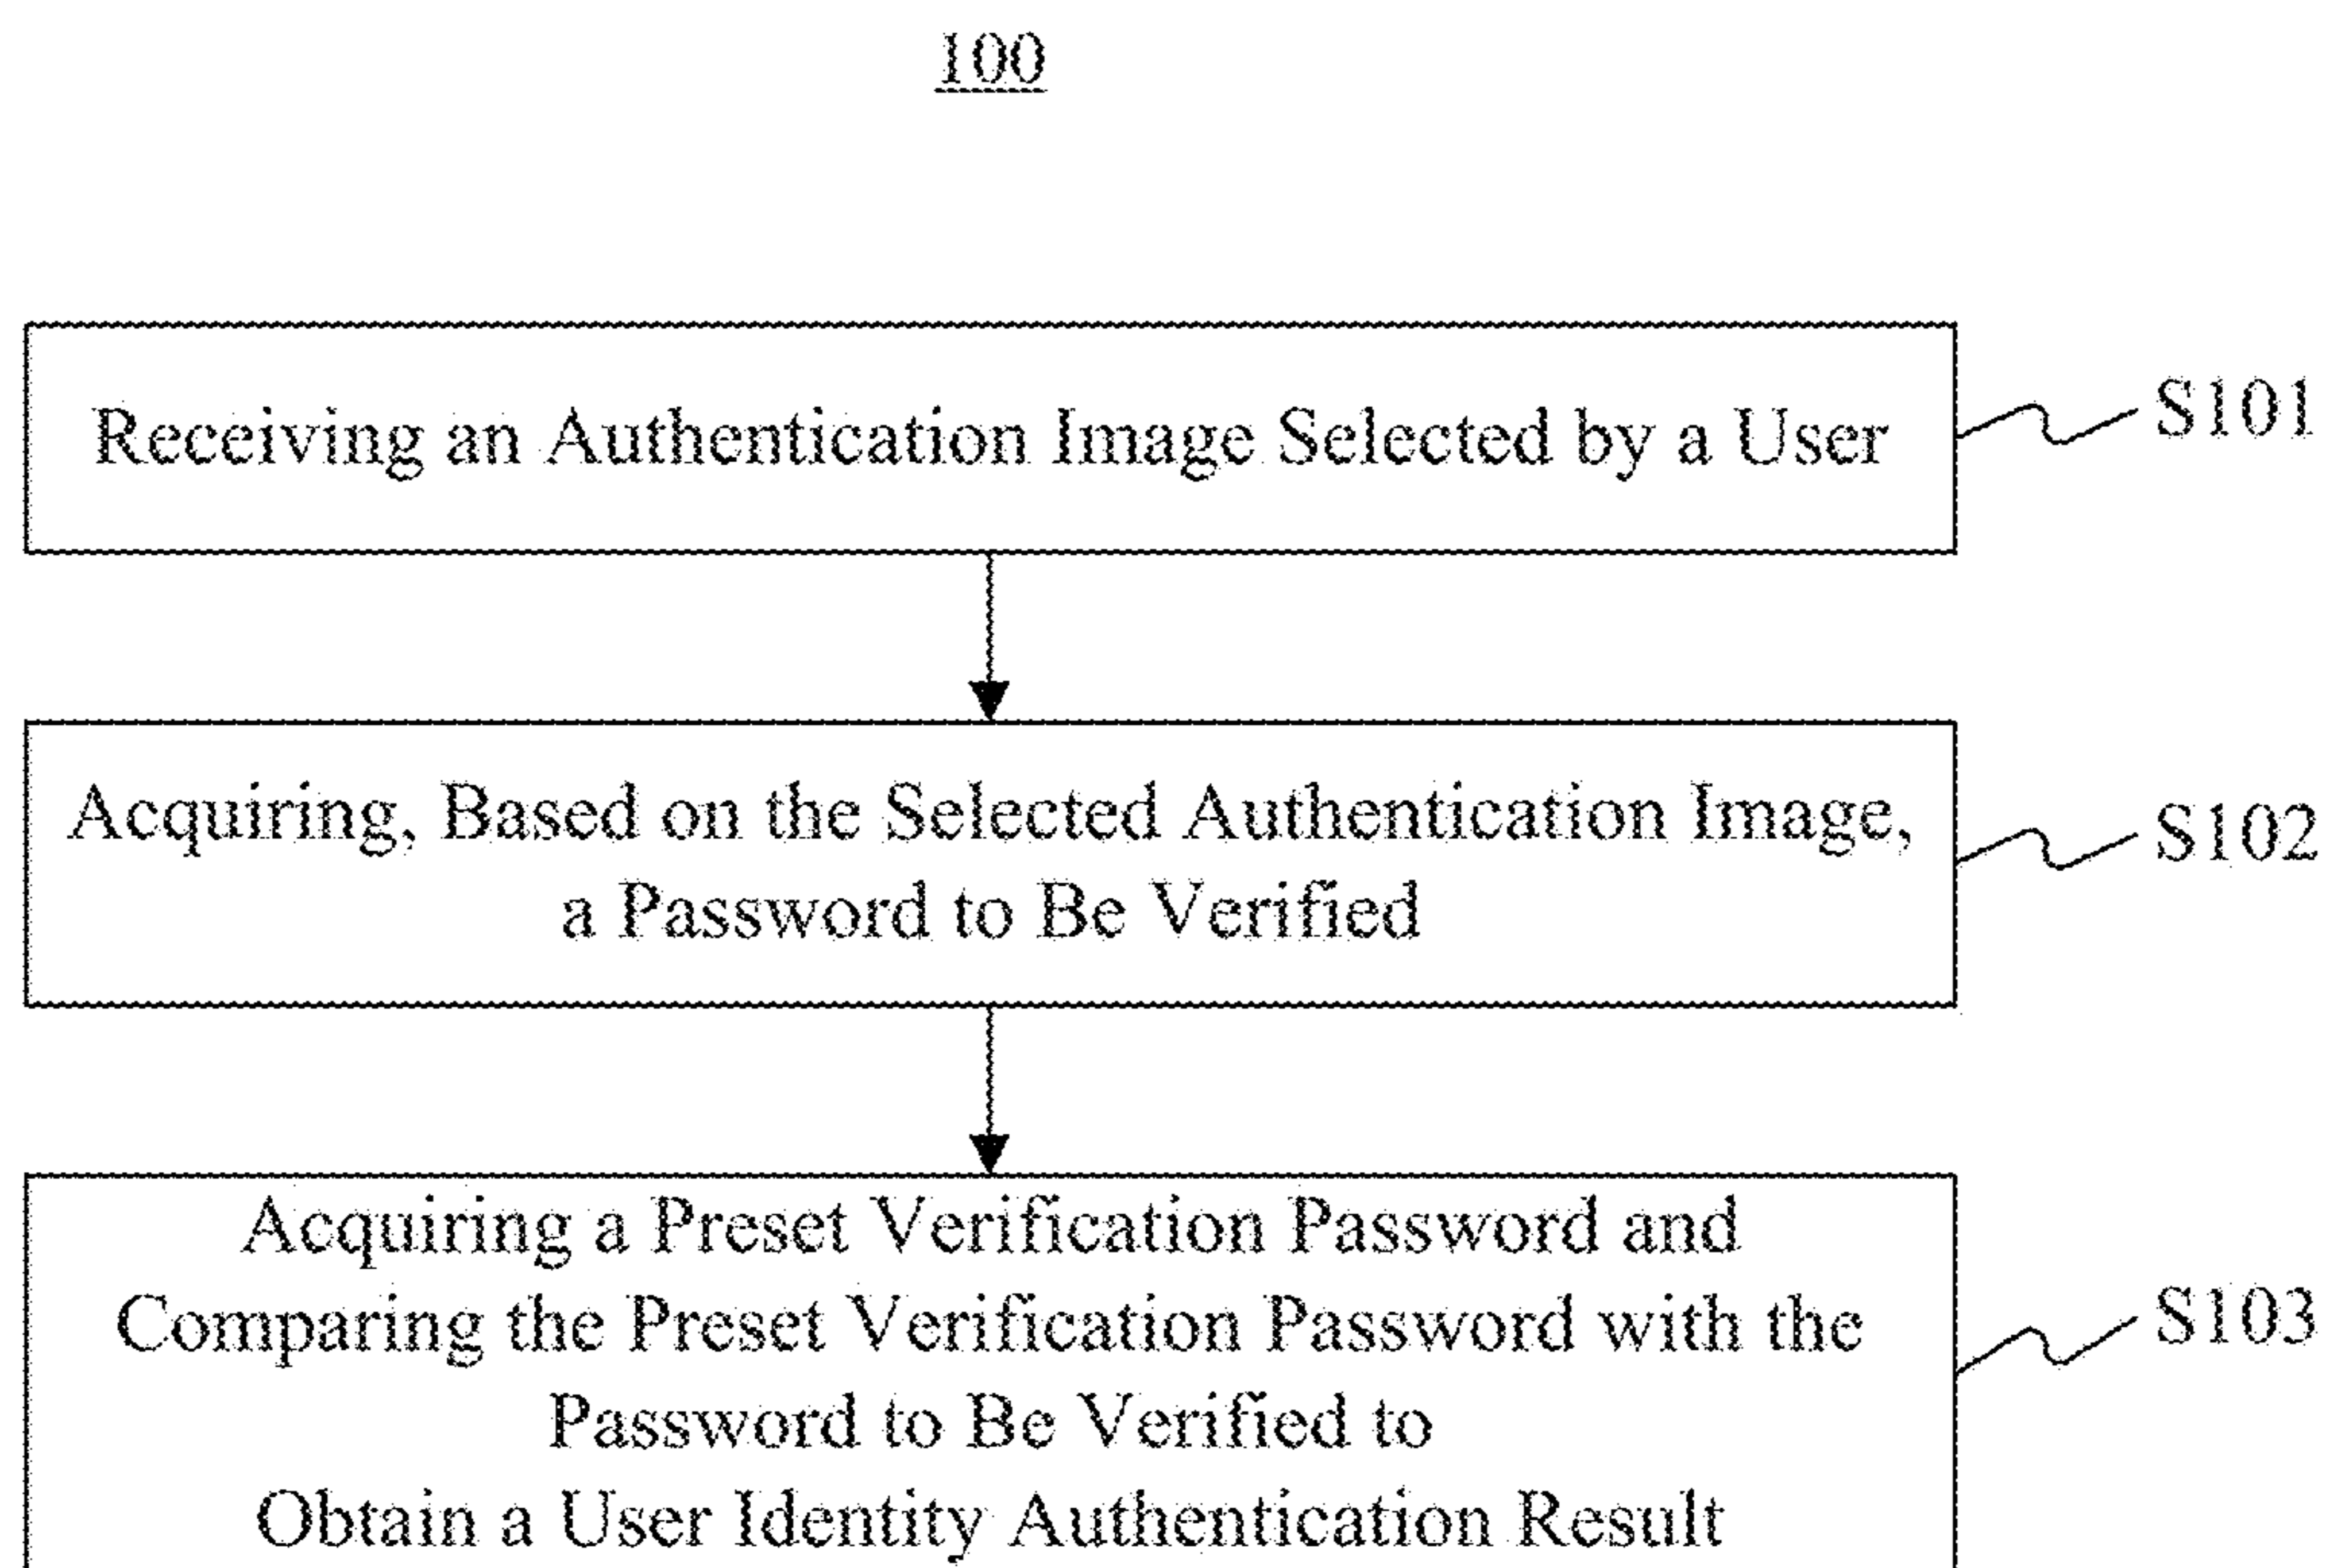 100
Receiving an Authentication Image Selected by a User
S101
Acquiring, Based on the Selected Authentication Image,
a Password to Be Verified
S102
Acquiring a Preset Verification Password and
Comparing the Preset Verification Password with the
Password to Be Verified to
Obtain a User Identity Authentication Result
S103